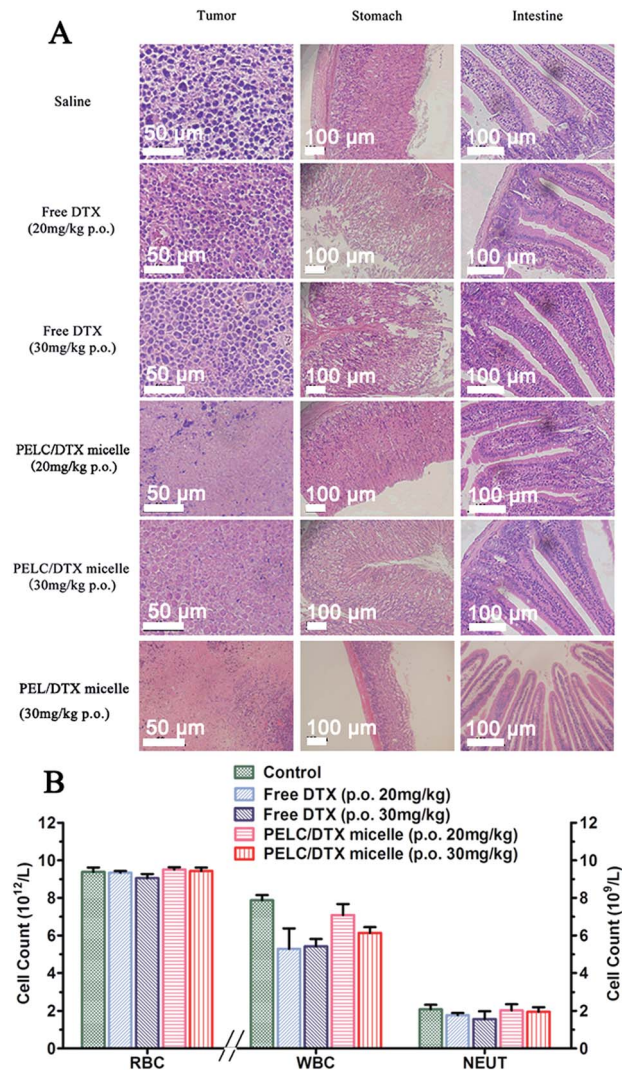 A
Tumor Stomach Intestine
Saline
50 μm 100 μm 100 μm
Free DTX
(20mg/kg p.o.)
50 μm 100 μm 100 μm
Free DTX
(30mg/kg p.o.)
50 μm 100 μm 100 μm
PELC/DTX micelle
(20mg/kg p.o.)
50 μm 100 μm 100 μm
PELC/DTX micelle
(30mg/kg p.o.)
50 μm 100 μm 100 μm
PEL/DTX micelle
(30mg/kg p.o.)
50 μm 100 μm 100 μm
B
Control
Free DTX (p.o. 20mg/kg)
Free DTX (p.o. 30mg/kg)
PELC/DTX micelle (p.o. 20mg/kg)
PELC/DTX micelle (p.o. 30mg/kg)
Cell Count (10¹²/L)
12
10
8
6
4
2
0
Cell Count (10⁹/L)
12
10
8
6
4
2
0
RBC // WBC NEUT